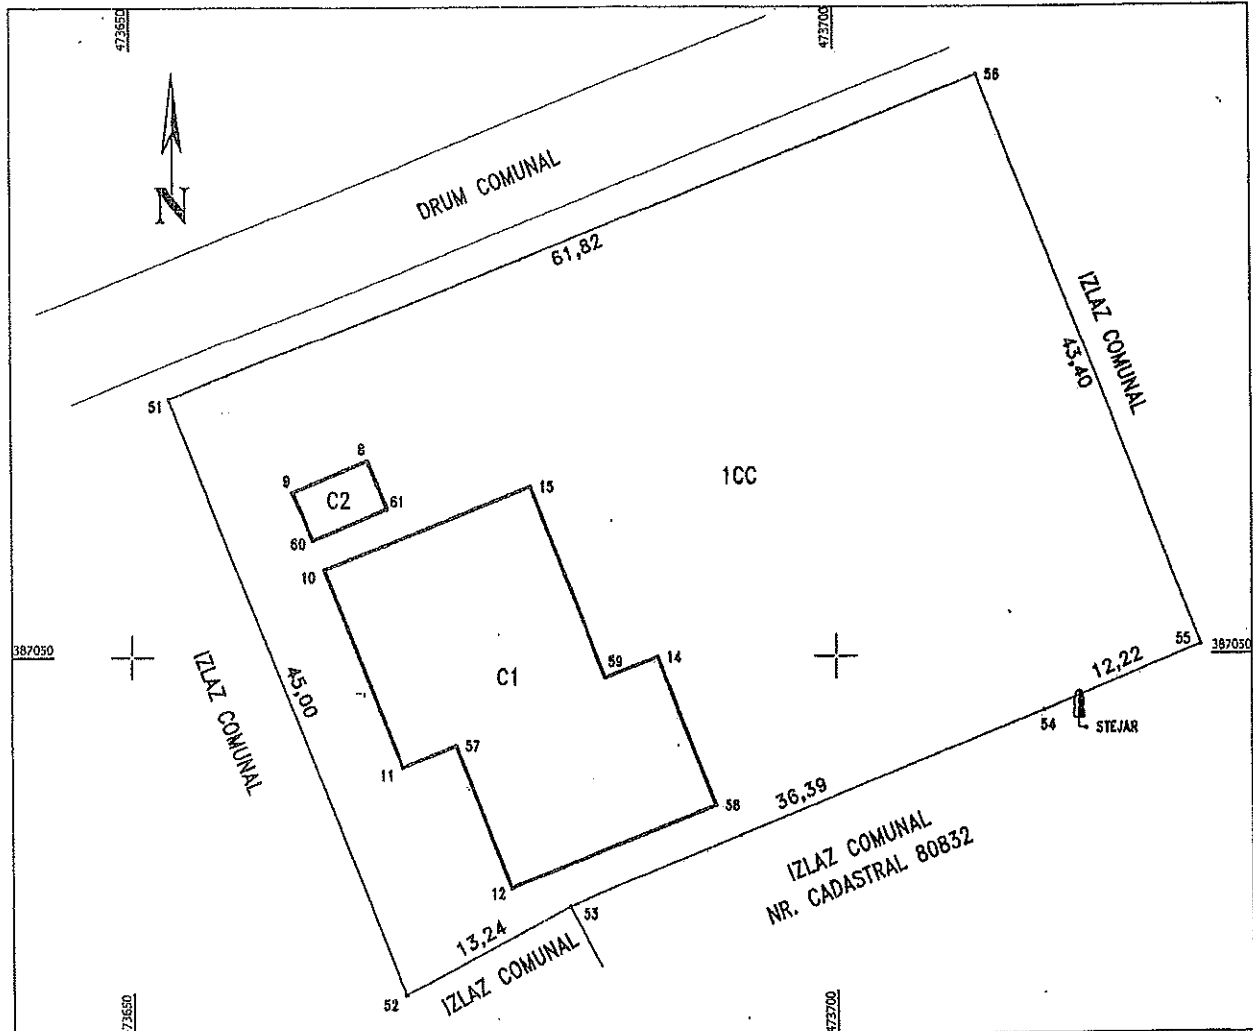 473650
473700
56
N
DRUM COMUNAL
61,82
IZLAZ COMUNAL
43,40
51
8
9
C2
61
60
15
1CC
10
387050
IZLAZ COMUNAL
45,00
C1
59
14
55
387050
12,22
54
STEJAR
57
11
58
36,39
IZLAZ COMUNAL
NR. CADASTRAL 80832
12
53
13,24
IZLAZ COMUNAL
52
73650
473700